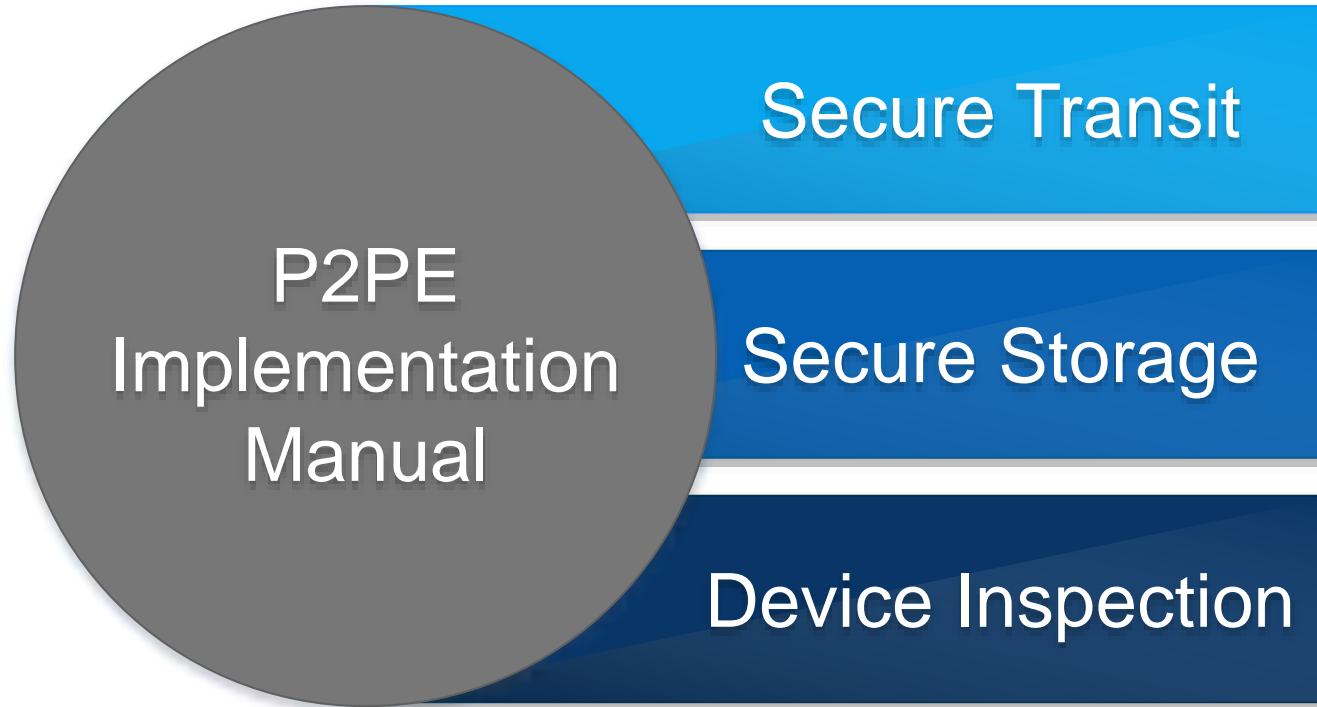 P2PE
Implementation
Manual
Secure Transit
Secure Storage
Device Inspection